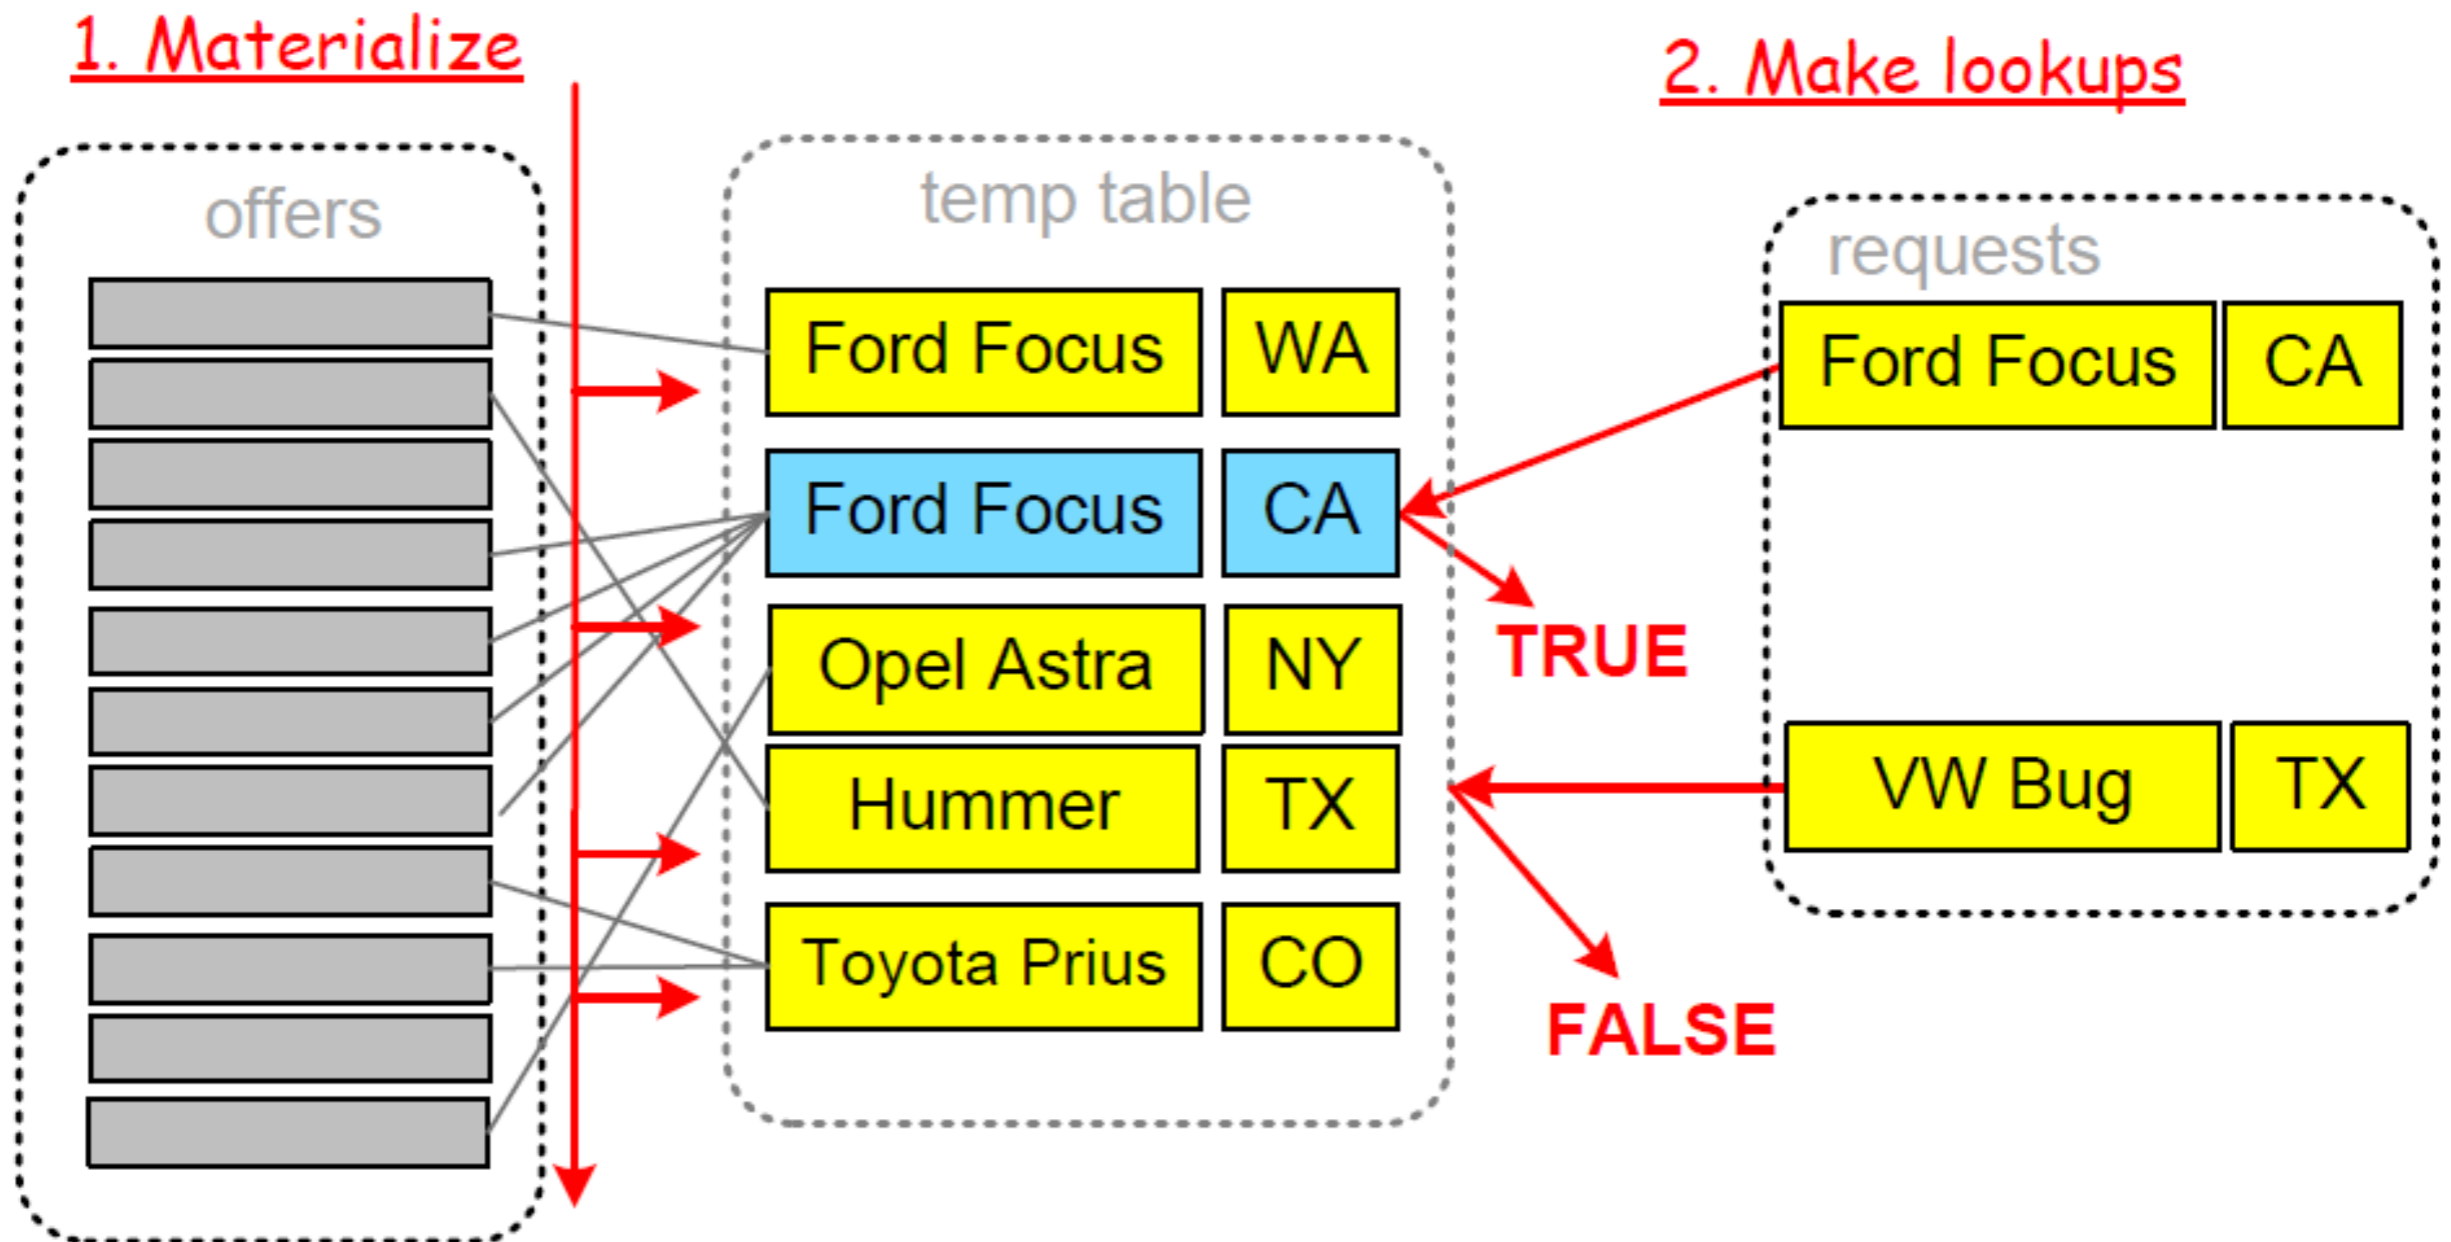 1. Materialize
2. Make lookups
offers
temp table
requests
Ford Focus WA
Ford Focus CA
Ford Focus CA
Opel Astra NY
TRUE
Hummer TX
VW Bug TX
Toyota Prius CO
FALSE